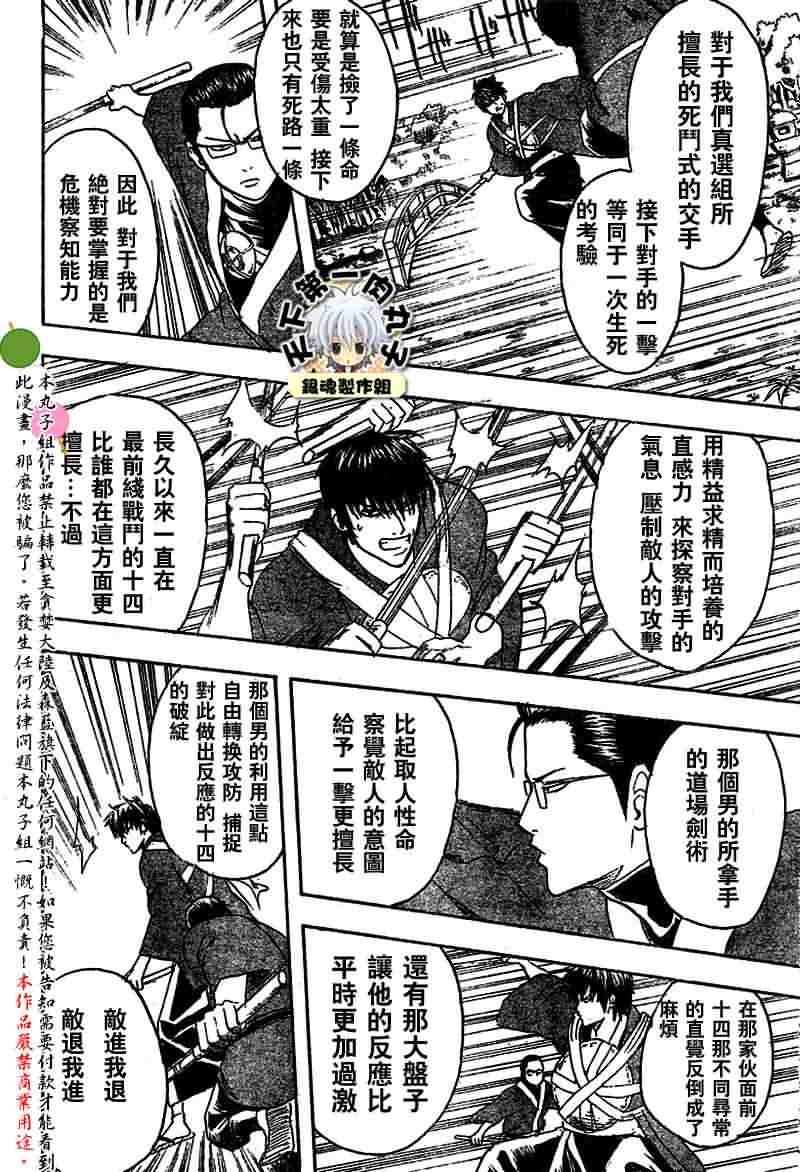 對于我們真選組所
擅長的死鬥式的交手
接下對手的一擊
等同于一次生死
的考驗
就算是撿了一條命
要是受傷太重 接下
來也只有死路一條
因此 對于我們
絕對要掌握的是
危機察知能力
天下第一肉丸子
銀魂製作組
用精益求精而培養的
直感力 來探察對手的
氣息 壓制敵人的攻擊
長久以來一直在
最前綫戰鬥的十四
比誰都在這方面更
擅長…不過
那個男的所拿手
的道場劍術
比起取人性命
察覺敵人的意圖
給予一擊更擅長
那個男的利用這點
自由轉换攻防 捕捉
對此做出反應的十四
的破綻
在那家伙面前
十四那不同尋常
的直覺反倒成了
麻煩
還有那大盤子
讓他的反應比
平時更加過激
敵進我退
敵退我進
本丸子組作品禁止轉載至貪婪大陸及森藍旗下的任何網站！如果您被告知需要付款才能看到
此漫畫，那麼您被騙了。若發生任何法律問題本丸子組一慨不負責！本作品嚴禁商業用途。